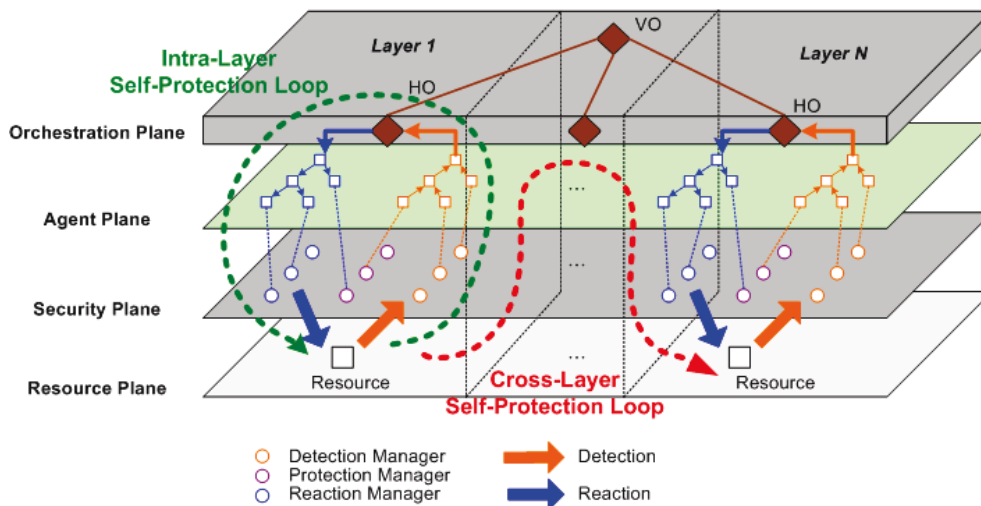 VO
Layer 1
Layer N
Intra-Layer
Self-Protection Loop
HO
HO
Orchestration Plane
...
Agent Plane
...
Security Plane
...
Resource Plane
Resource
Resource
Cross-Layer
Self-Protection Loop
Detection Manager
Detection
Protection Manager
Reaction Manager
Reaction